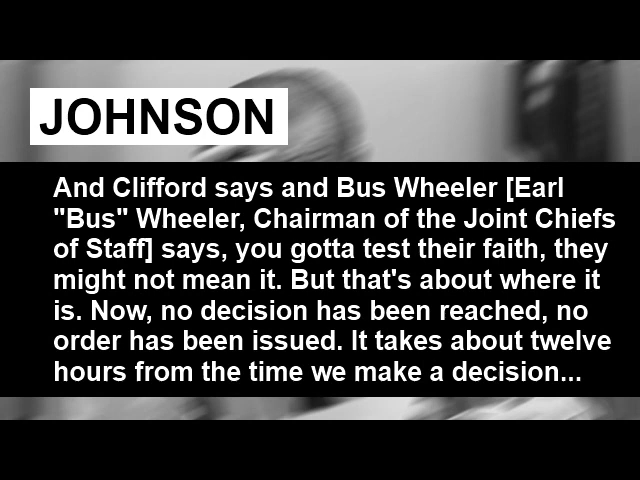 JOHNSON
And Clifford says and Bus Wheeler [Earl
"Bus" Wheeler, Chairman of the Joint Chiefs
of Staff] says, you gotta test their faith, they
might not mean it. But that's about where it
is. Now, no decision has been reached, no
order has been issued. It takes about twelve
hours from the time we make a decision...